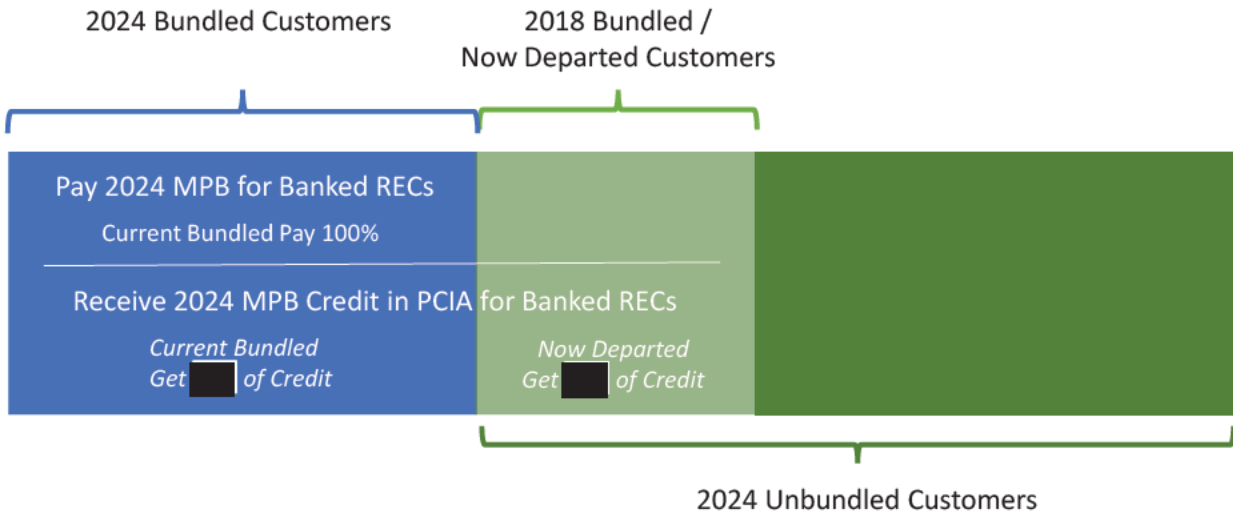 2024 Bundled Customers
2018 Bundled /
Now Departed Customers
Pay 2024 MPB for Banked RECs
Current Bundled Pay 100%
Receive 2024 MPB Credit in PCIA for Banked RECs
Current Bundled
Get of Credit
Now Departed
Get of Credit
2024 Unbundled Customers